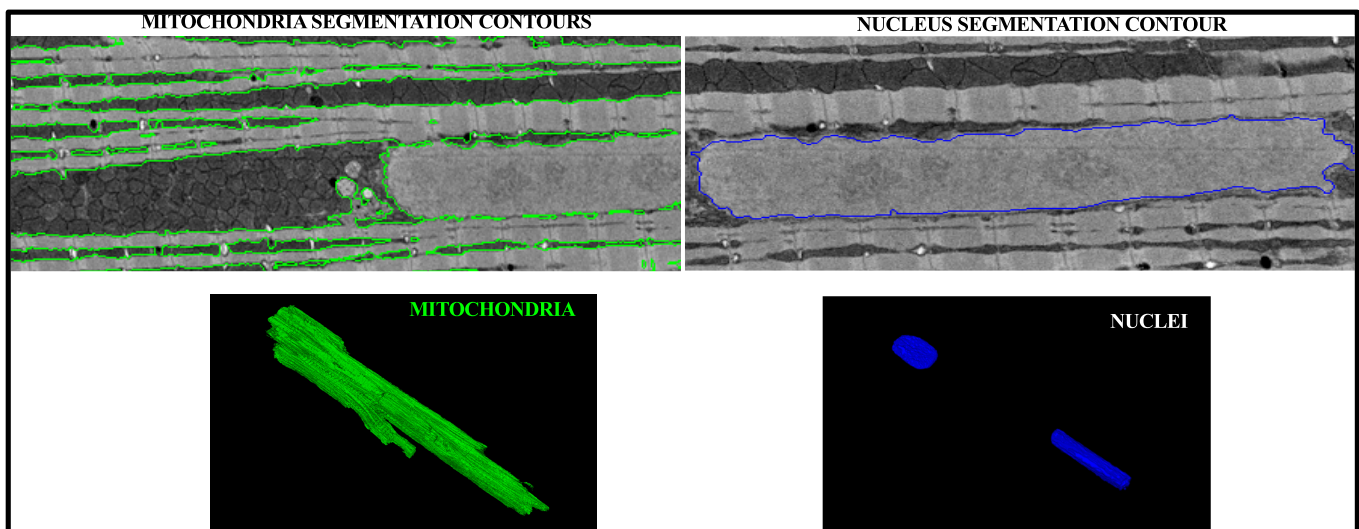 MITOCHONDRIA SEGMENTATION CONTOURS
NUCLEUS SEGMENTATION CONTOUR
MITOCHONDRIA
NUCLEI